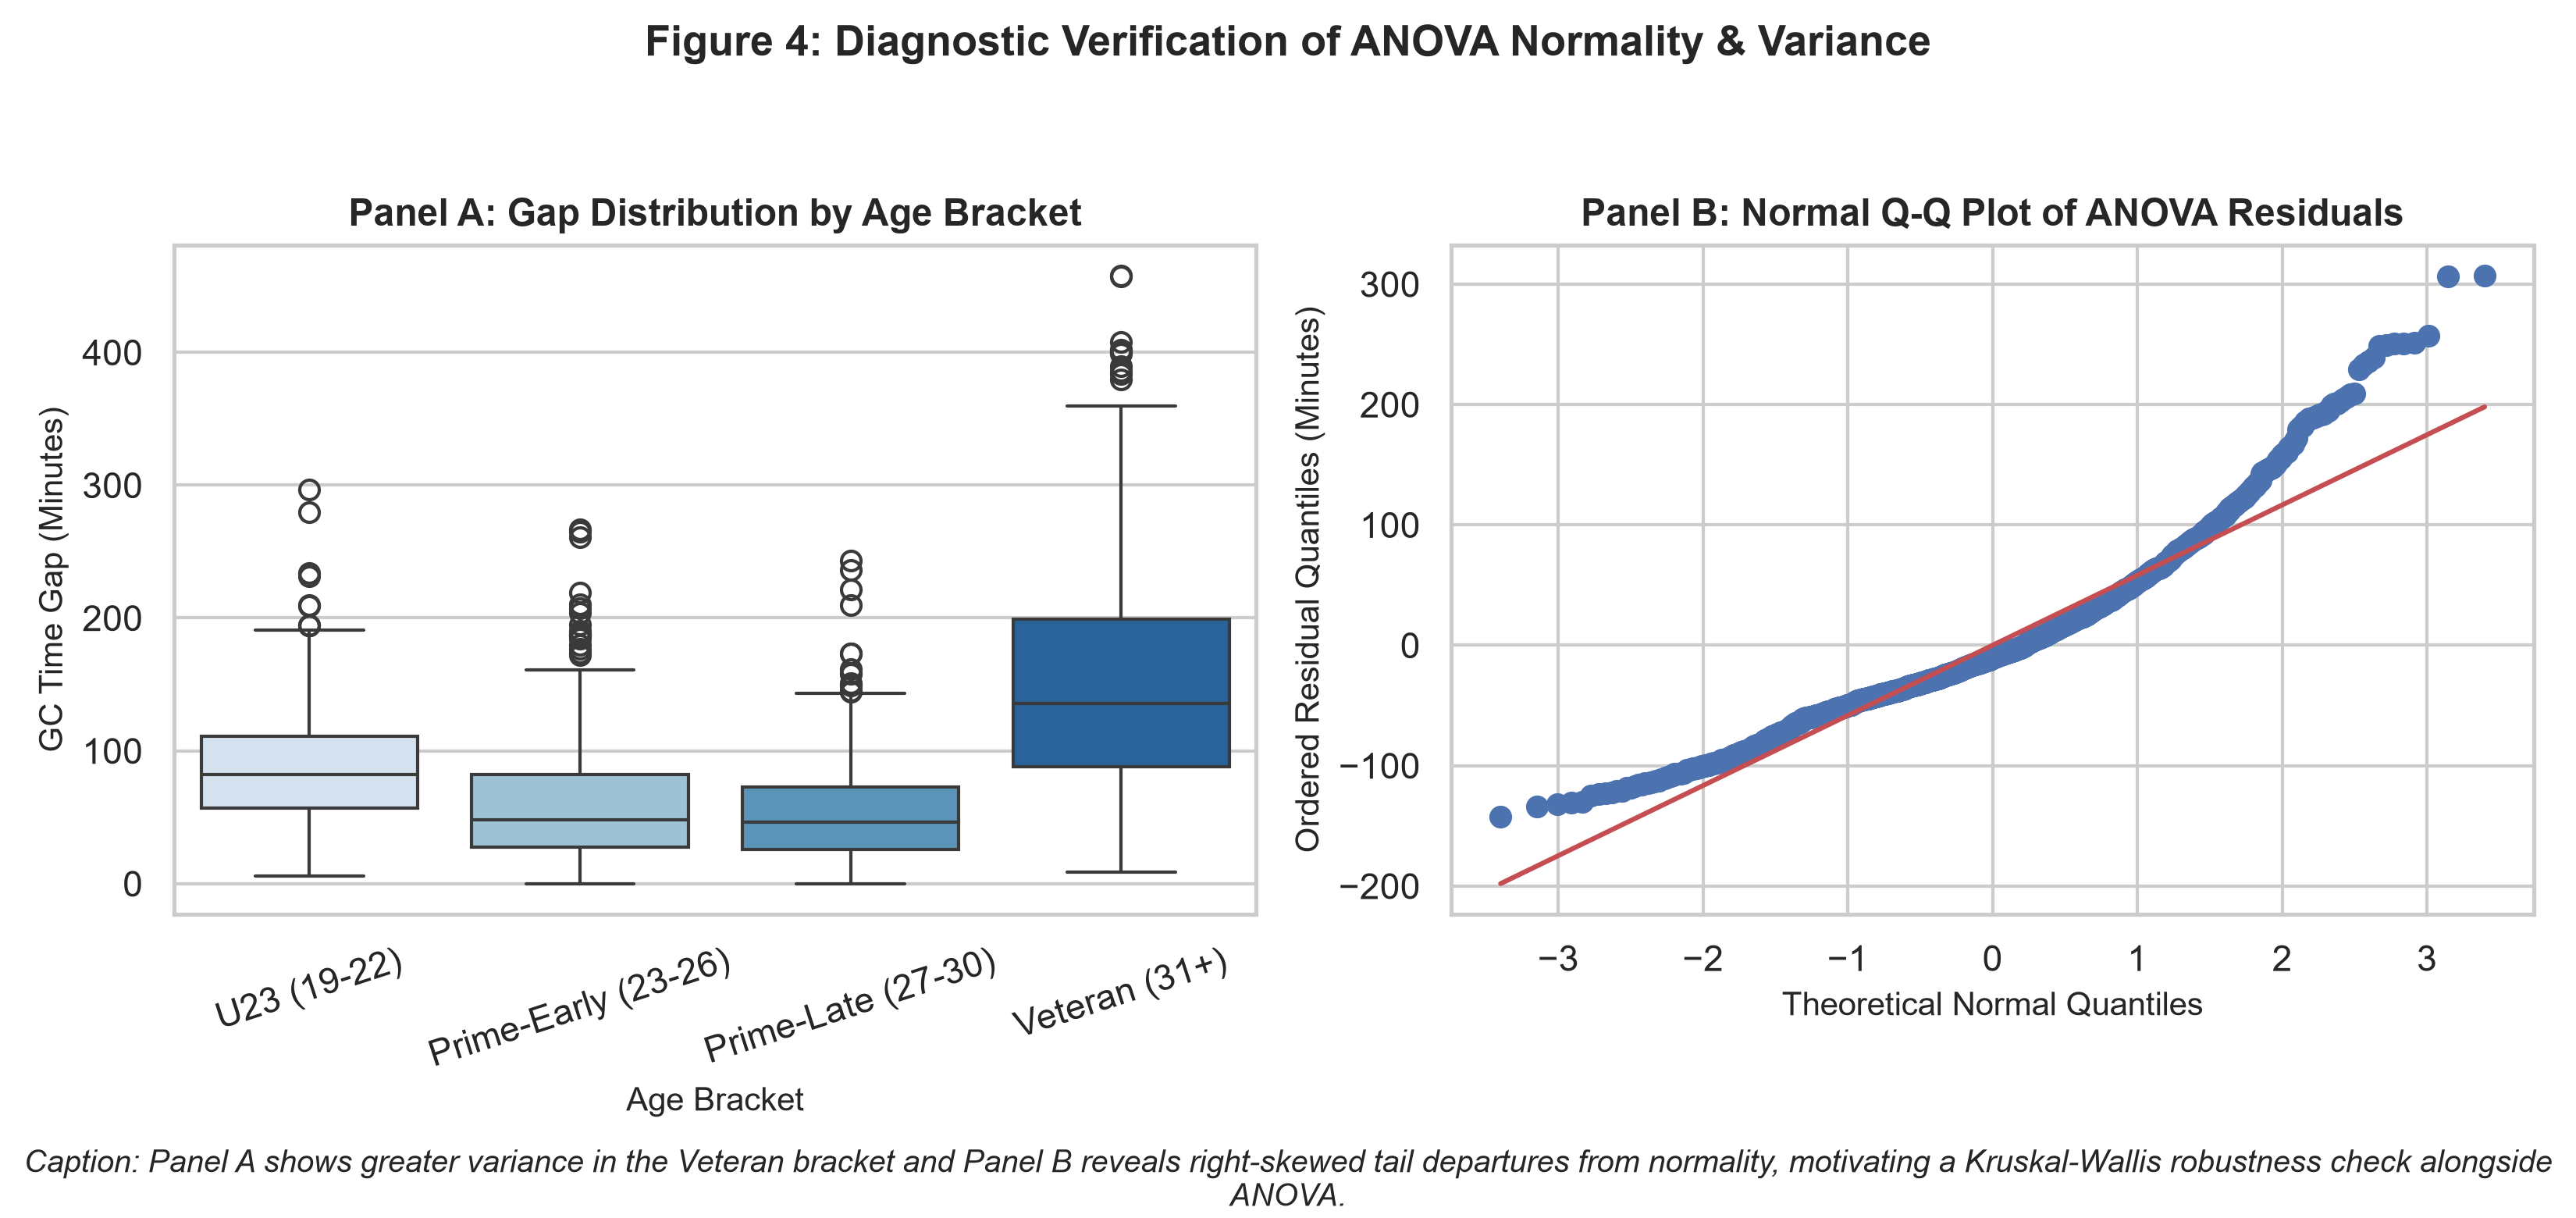 Figure 4: Diagnostic Verification of ANOVA Normality & Variance
Panel A: Gap Distribution by Age Bracket
GC Time Gap (Minutes)
400
300
200
100
0
U23 (19-22)
Prime-Early (23-26)
Prime-Late (27-30)
Veteran (31+)
Age Bracket
Panel B: Normal Q-Q Plot of ANOVA Residuals
Ordered Residual Quantiles (Minutes)
300
200
100
0
−100
−200
−3
−2
−1
0
1
2
3
Theoretical Normal Quantiles
Caption: Panel A shows greater variance in the Veteran bracket and Panel B reveals right-skewed tail departures from normality, motivating a Kruskal-Wallis robustness check alongside
ANOVA.